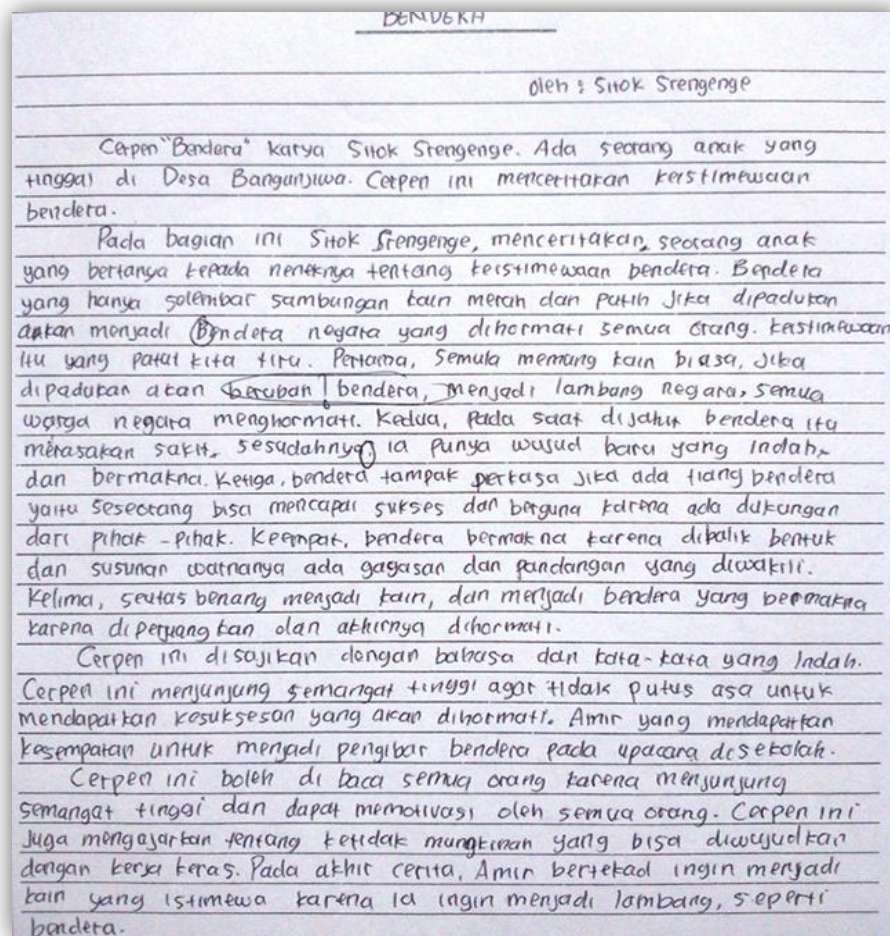 BENDERA
oleh : Sitok Srengenge
Cerpen "Bendera" karya Sitok Srengenge. Ada seorang anak yang
tinggal di Desa Bangunjiwa. Cerpen ini menceritakan keistimewaan
bendera.
Pada bagian ini Sitok Srengenge, menceritakan, seorang anak
yang bertanya kepada neneknya tentang keistimewaan bendera. Bendera
yang hanya selembar sambungan kain merah dan putih jika dipadukan
akan menjadi Bendera negara yang dihormati semua orang. keistimewaan
itu yang patut kita tiru. Pertama, semula memang kain biasa, jika
dipadukan akan berubah bendera, menjadi lambang negara, semua
warga negara menghormati. Kedua, pada saat dijahit bendera itu
merasakan sakit, sesudahnya ia punya wujud baru yang indah,
dan bermakna. Ketiga, bendera tampak perkasa jika ada tiang bendera
yaitu seseorang bisa mencapai sukses dan berguna karena ada dukungan
dari pihak-pihak. Keempat, bendera bermakna karena dibalik bentuk
dan susunan warnanya ada gagasan dan pandangan yang diwakili.
Kelima, seutas benang menjadi kain, dan menjadi bendera yang bermakna
karena diperjuangkan dan akhirnya dihormati.
Cerpen ini disajikan dengan bahasa dan kata-kata yang Indah.
Cerpen ini menjunjung semangat tinggi agar tidak putus asa untuk
mendapatkan kesuksesan yang akan dihormati. Amir yang mendapatkan
kesempatan untuk menjadi pengibar bendera pada upacara disekolah.
Cerpen ini boleh di baca semua orang karena menjunjung
semangat tinggi dan dapat memotivasi oleh semua orang. Cerpen ini
juga mengajarkan tentang ketidak mungkinan yang bisa diwujudkan
dengan kerja keras. Pada akhir cerita, Amir bertekad ingin menjadi
kain yang istimewa karena ia ingin menjadi lambang, seperti
bendera.